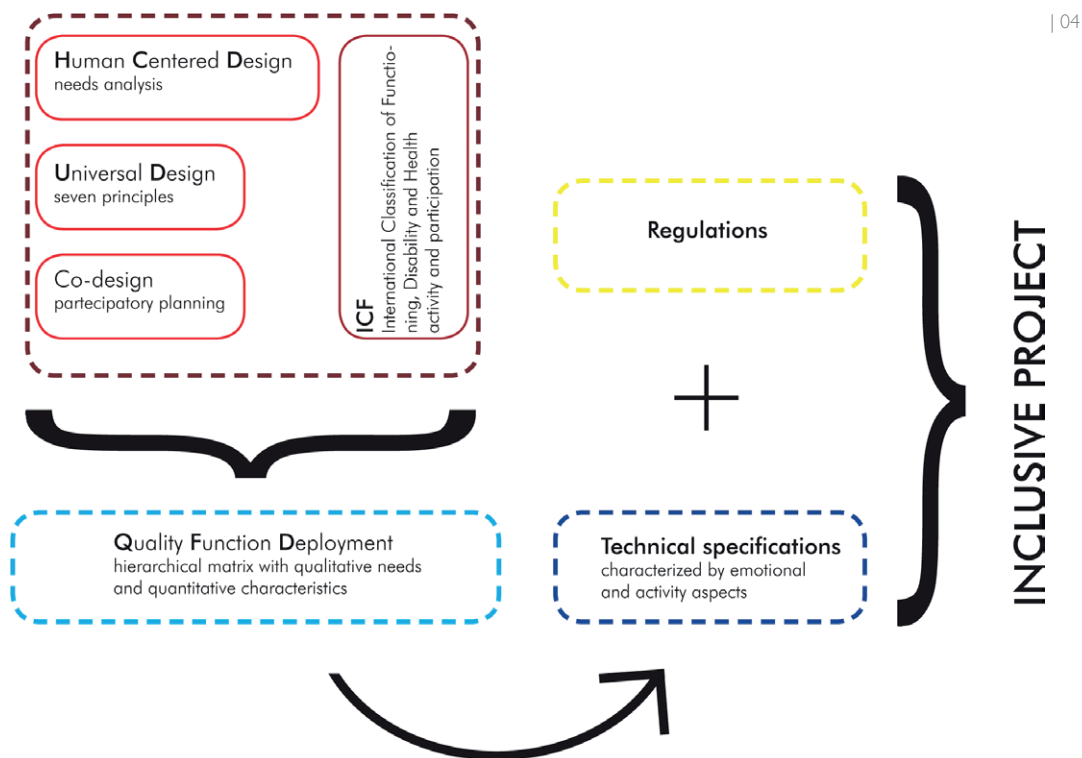 | 04
Human Centered Design
needs analysis
Universal Design
seven principles
Co-design
partecipatory planning
ICF
International Classification of Functio-
ning, Disability and Health
activity and participation
Regulations
Quality Function Deployment
hierarchical matrix with qualitative needs
and quantitative characteristics
Technical specifications
characterized by emotional
and activity aspects
INCLUSIVE PROJECT